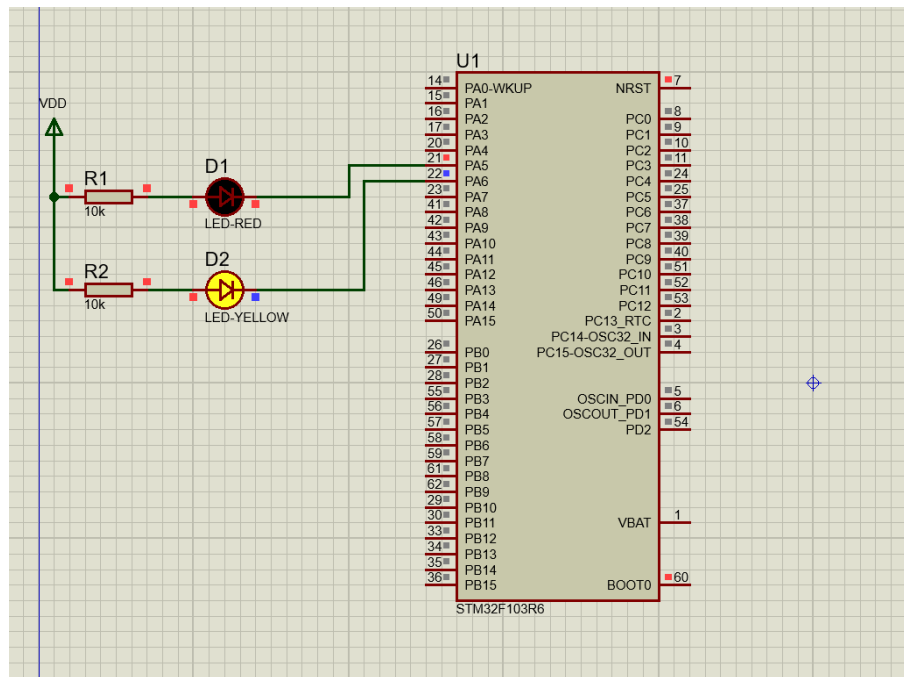 U1
VDD
R1
10k
D1
LED-RED
R2
10k
D2
LED-YELLOW
14 PA0-WKUP
15 PA1
16 PA2
17 PA3
20 PA4
21 PA5
22 PA6
23 PA7
41 PA8
42 PA9
43 PA10
44 PA11
45 PA12
46 PA13
49 PA14
50 PA15
26 PB0
27 PB1
28 PB2
55 PB3
56 PB4
57 PB5
58 PB6
59 PB7
61 PB8
62 PB9
29 PB10
30 PB11
33 PB12
34 PB13
35 PB14
36 PB15
NRST 7
PC0 8
PC1 9
PC2 10
PC3 11
PC4 24
PC5 25
PC6 37
PC7 38
PC8 39
PC9 40
PC10 51
PC11 52
PC12 53
PC13_RTC 2
PC14-OSC32_IN 3
PC15-OSC32_OUT 4
OSCIN_PD0 5
OSCOUT_PD1 6
PD2 54
VBAT 1
BOOT0 60
STM32F103R6